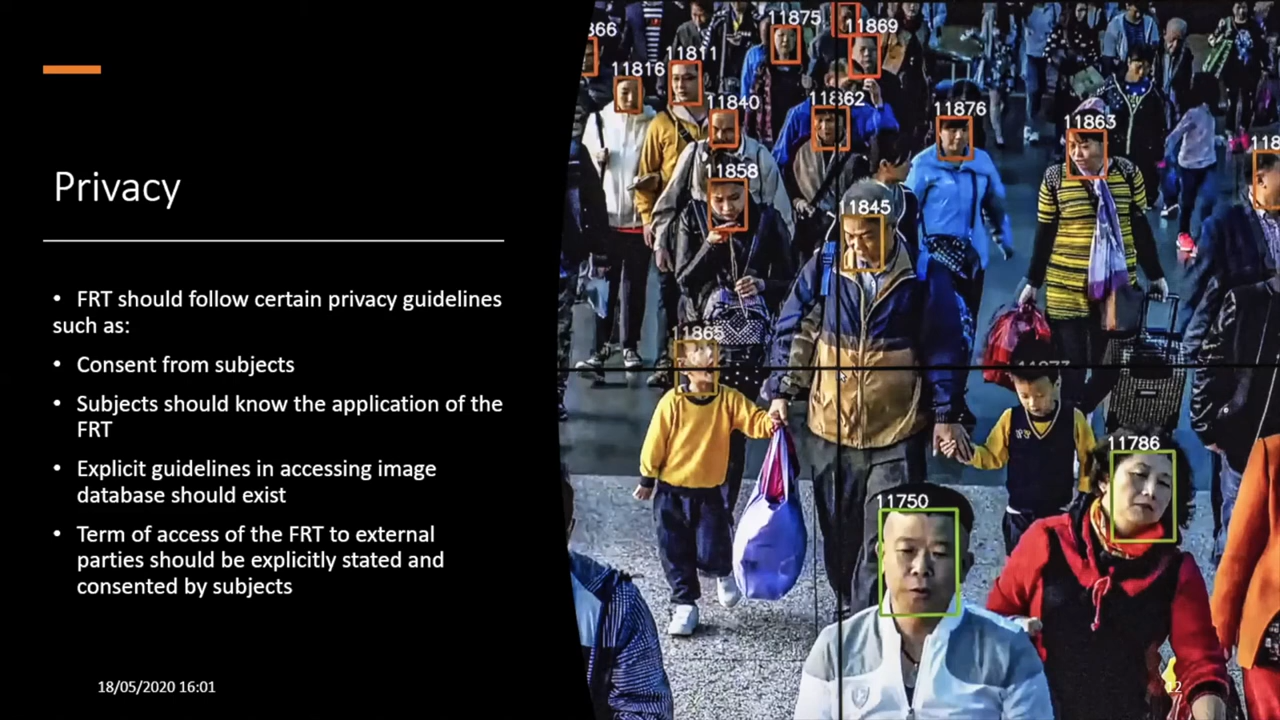 Privacy
• FRT should follow certain privacy guidelines
such as:
• Consent from subjects
• Subjects should know the application of the
FRT
• Explicit guidelines in accessing image
database should exist
• Term of access of the FRT to external
parties should be explicitly stated and
consented by subjects
18/05/2020 16:01
11875
11869
11811
11816
11840
11862
11876
11863
11858
11845
11865
11786
11750
12